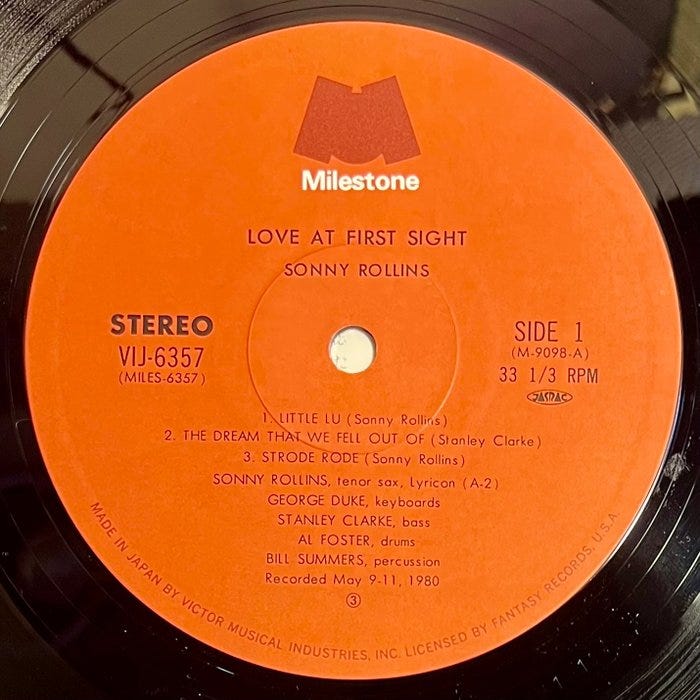 Milestone
LOVE AT FIRST SIGHT
SONNY ROLLINS
STEREO
VIJ-6357
(MILES-6357)
SIDE 1
(M-9098-A)
33 1/3 RPM
JASRAC
1. LITTLE LU (Sonny Rollins)
2. THE DREAM THAT WE FELL OUT OF (Stanley Clarke)
3. STRODE RODE (Sonny Rollins)
SONNY ROLLINS, tenor sax, Lyricon (A-2)
GEORGE DUKE, keyboards
STANLEY CLARKE, bass
AL FOSTER, drums
BILL SUMMERS, percussion
Recorded May 9-11, 1980
③
MADE IN JAPAN BY VICTOR MUSICAL INDUSTRIES, INC. LICENSED BY FANTASY RECORDS, U.S.A.